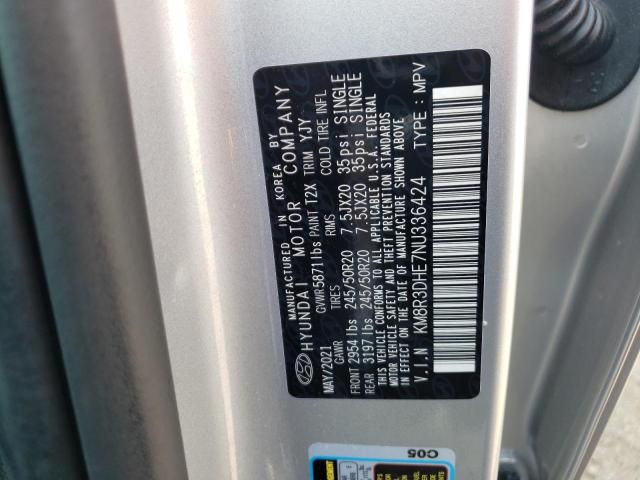 MANUFACTURED IN KOREA BY
HYUNDAI MOTOR COMPANY
MAY/2021 GVWR 5871lbs PAINT T2X TRIM YJY
GAWR TIRES RIMS COLD TIRE INFL
FRONT 2954lbs 245/50R20 7.5JX20 35psi SINGLE
REAR 3197lbs 245/50R20 7.5JX20 35psi SINGLE
THIS VEHICLE CONFORMS TO ALL APPLICABLE U.S.A. FEDERAL
MOTOR VEHICLE SAFETY AND THEFT PREVENTION STANDARDS
IN EFFECT ON THE DATE OF MANUFACTURE SHOWN ABOVE
V.I.N KM8R3DHE7NU336424 TYPE : MPV
C05